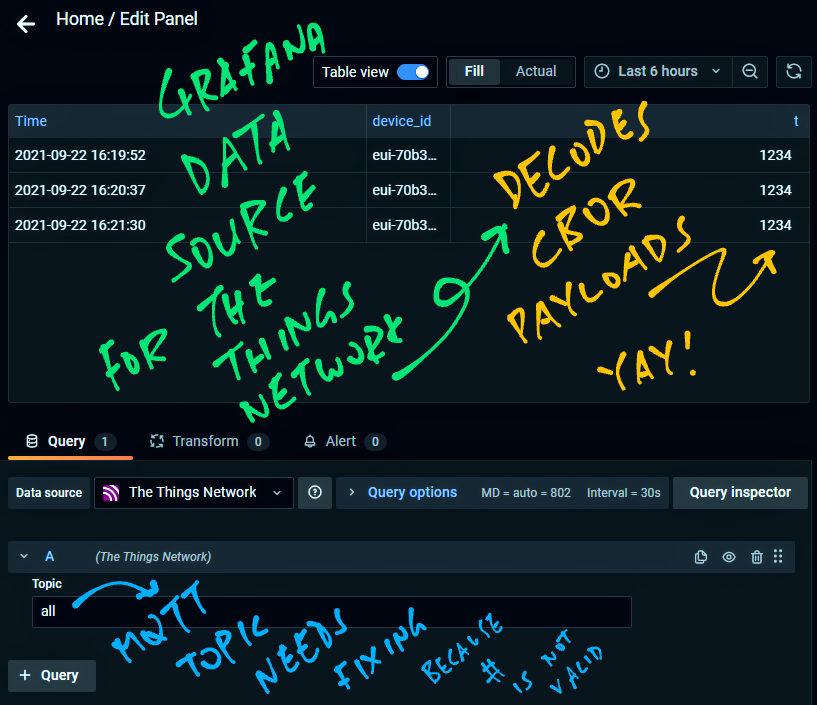 Home / Edit Panel
Table view Fill Actual Last 6 hours
Time device_id t
2021-09-22 16:19:52 eui-70b3... 1234
2021-09-22 16:20:37 eui-70b3... 1234
2021-09-22 16:21:30 eui-70b3... 1234
GRAFANA
DATA
SOURCE
FOR THE
THINGS
NETWORK
DECODES
CBOR
PAYLOADS
YAY!
Query 1 Transform 0 Alert 0
Data source The Things Network Query options MD = auto = 802 Interval = 30s Query inspector
A (The Things Network)
Topic
all
MQTT
TOPIC
NEEDS
FIXING
BECAUSE
# IS NOT
VALID
+ Query